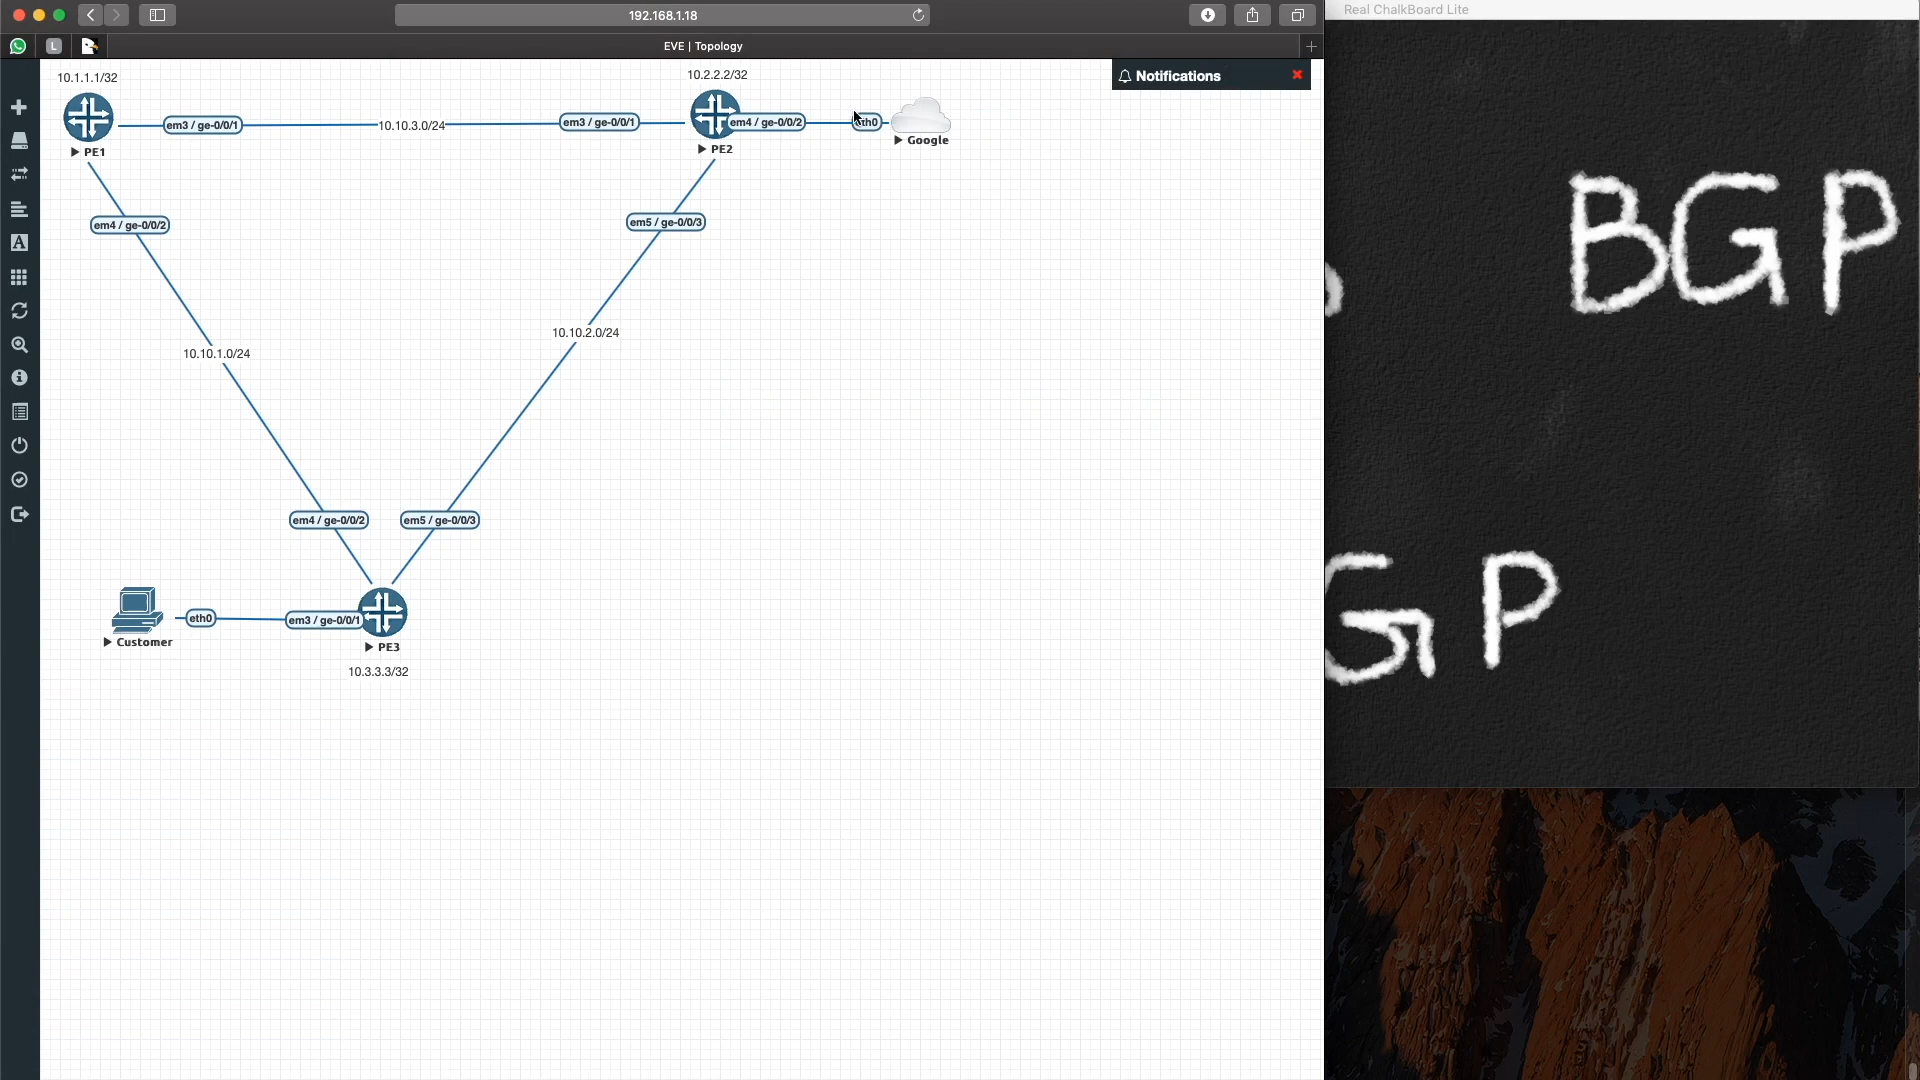 192.168.1.18
Real ChalkBoard Lite
L
EVE | Topology
Notifications
10.1.1.1/32
10.2.2.2/32
em3 / ge-0/0/1
10.10.3.0/24
em3 / ge-0/0/1
em4 / ge-0/0/2
PE1
PE2
Google
em4 / ge-0/0/2
em5 / ge-0/0/3
10.10.2.0/24
10.10.1.0/24
em4 / ge-0/0/2
em5 / ge-0/0/3
eth0
em3 / ge-0/0/1
Customer
PE3
10.3.3.3/32
A
BGP
GP